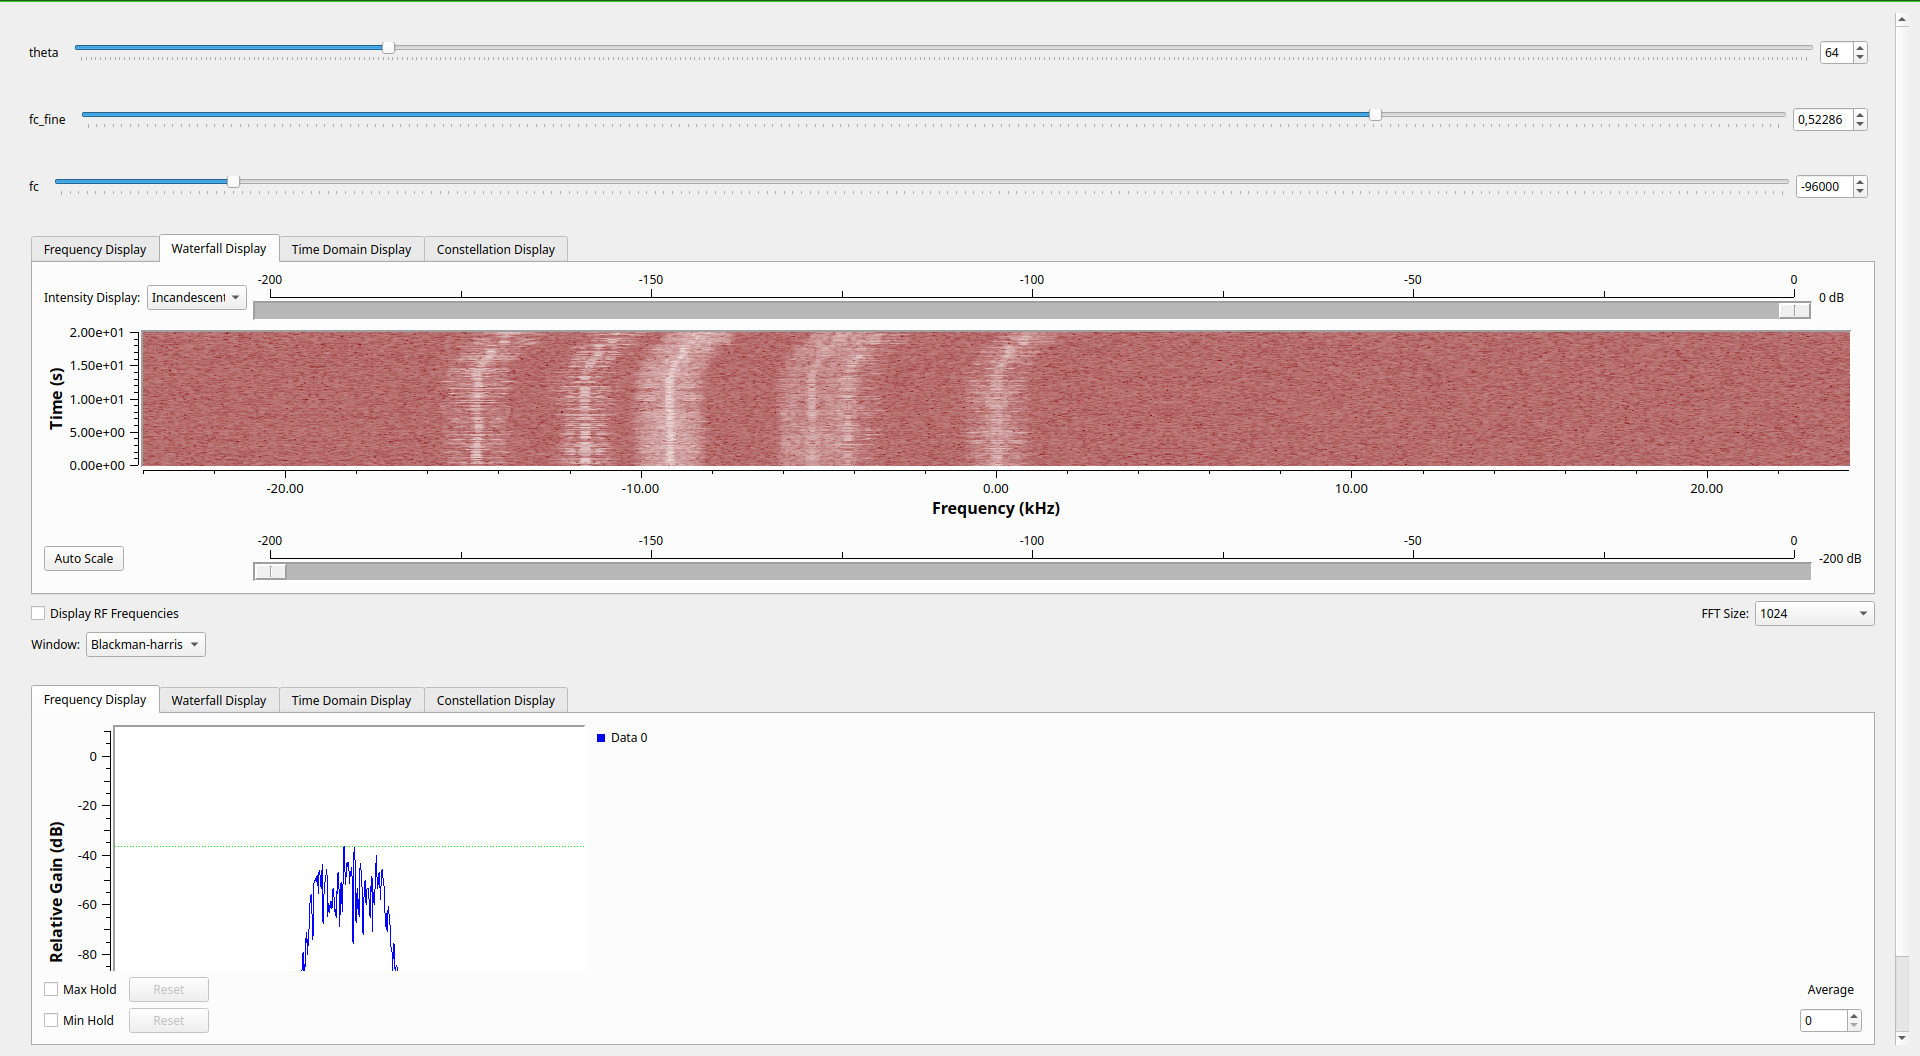 theta 64
fc_fine 0,52286
fc -96000
Frequency Display Waterfall Display Time Domain Display Constellation Display
-200 -150 -100 -50 0
Intensity Display: Incandescent 0 dB
2.00e+01
1.50e+01
1.00e+01
5.00e+00
0.00e+00
Time (s)
-20.00 -10.00 0.00 10.00 20.00
Frequency (kHz)
-200 -150 -100 -50 0
Auto Scale -200 dB
Display RF Frequencies FFT Size: 1024
Window: Blackman-harris
Frequency Display Waterfall Display Time Domain Display Constellation Display
Data 0
0
-20
-40
-60
-80
Relative Gain (dB)
Max Hold Reset Average
Min Hold Reset 0